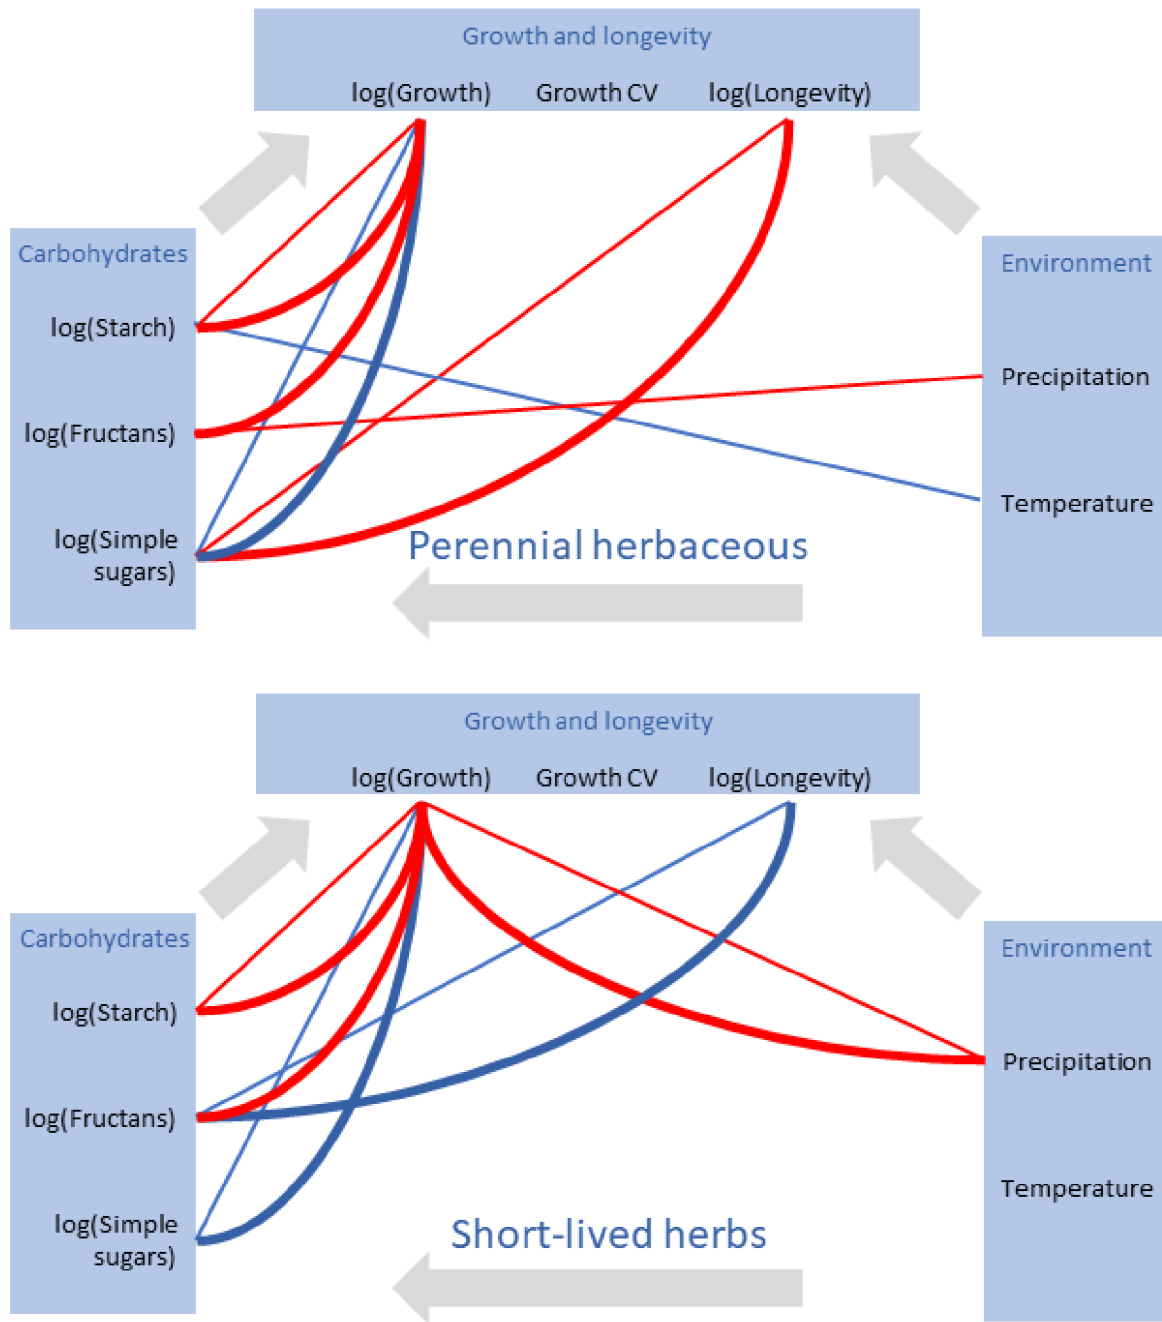 Growth and longevity
log(Growth) Growth CV log(Longevity)
Carbohydrates
log(Starch)
log(Fructans)
log(Simple
sugars)
Environment
Precipitation
Temperature
Perennial herbaceous
Growth and longevity
log(Growth) Growth CV log(Longevity)
Carbohydrates
log(Starch)
log(Fructans)
log(Simple
sugars)
Environment
Precipitation
Temperature
Short-lived herbs